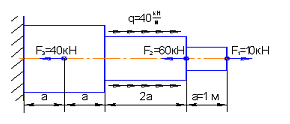 q=40 кН/м
F₃=40кН
F₂=60кН
F₁=10кН
a
a
2a
a=1 м